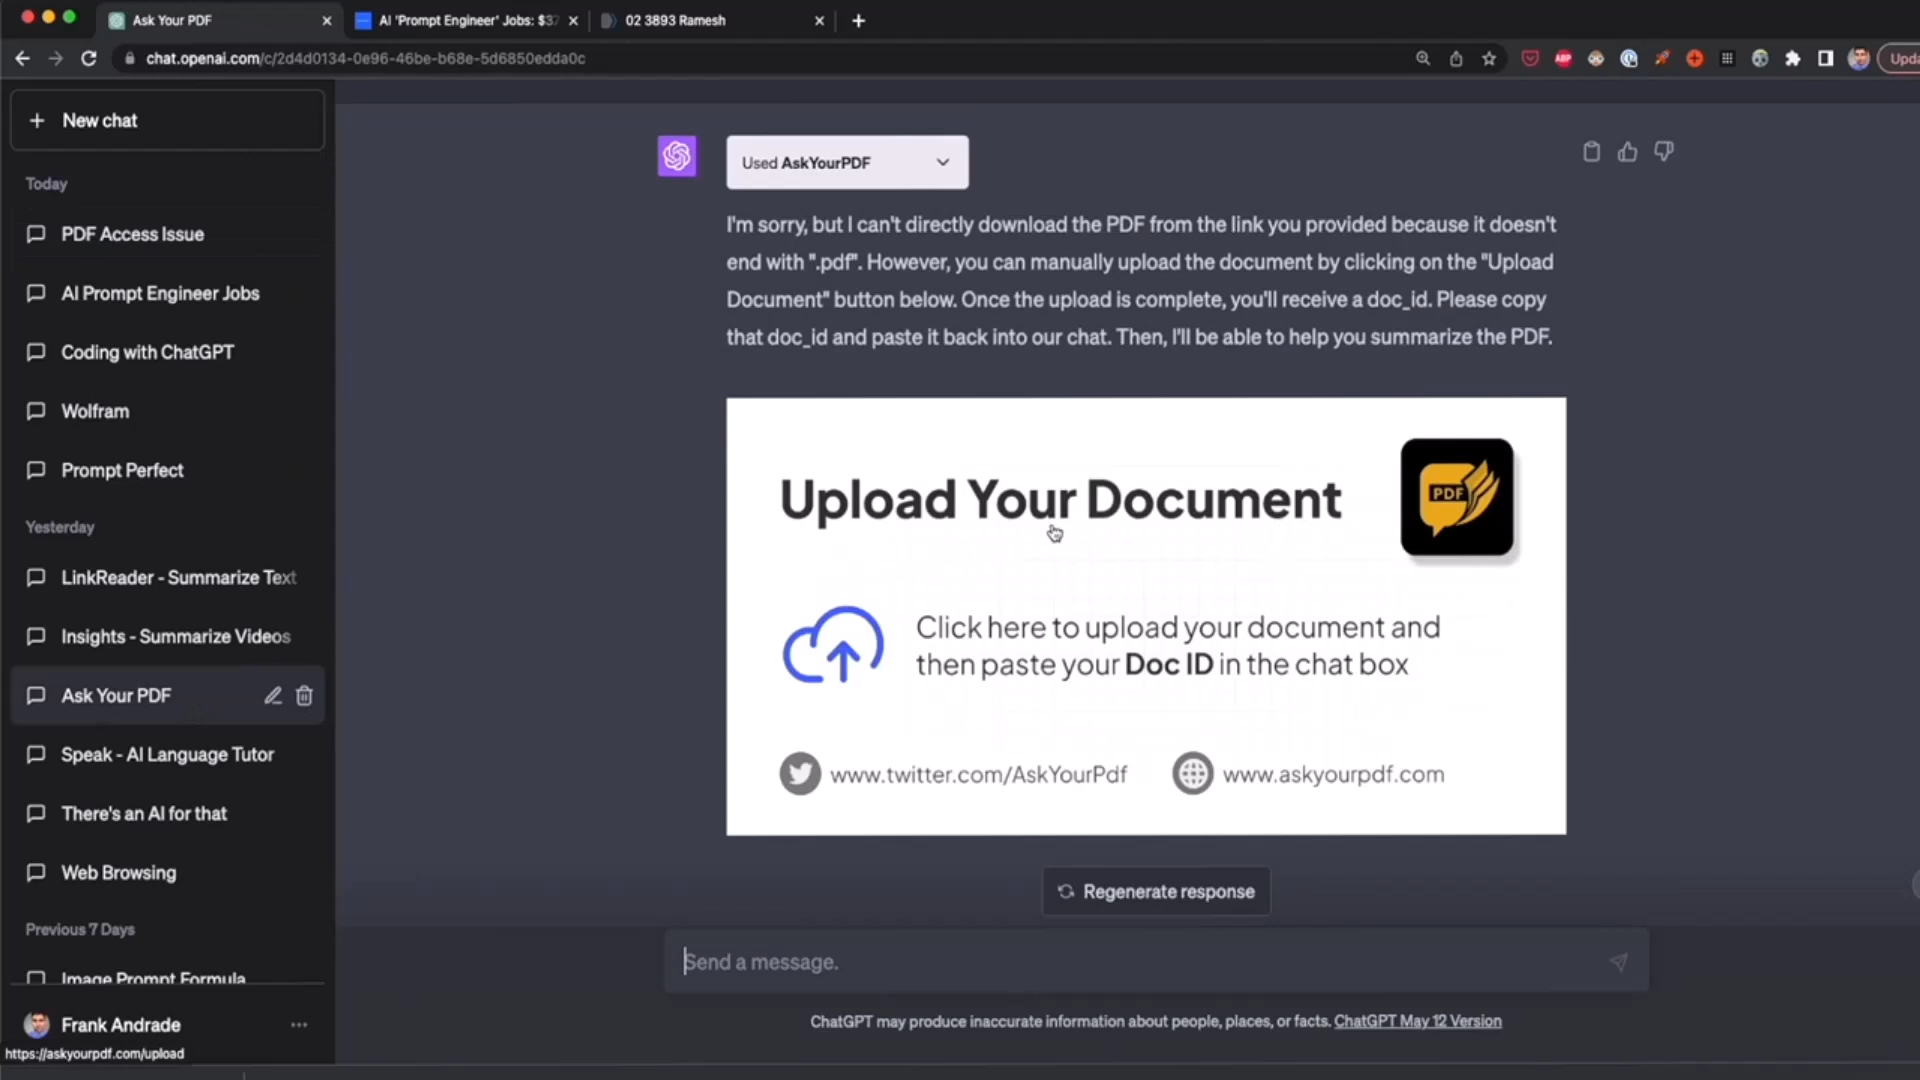 Ask Your PDF
AI 'Prompt Engineer' Jobs: $37
02 3893 Ramesh
chat.openai.com/c/2d4d0134-0e96-46be-b68e-5d6850edda0c
ABP
Upda
New chat
Today
PDF Access Issue
AI Prompt Engineer Jobs
Coding with ChatGPT
Wolfram
Prompt Perfect
Yesterday
LinkReader - Summarize Text
Insights - Summarize Videos
Ask Your PDF
Speak - AI Language Tutor
There's an AI for that
Web Browsing
Previous 7 Days
Image Prompt Formula
Frank Andrade
https://askyourpdf.com/upload
Used AskYourPDF
I'm sorry, but I can't directly download the PDF from the link you provided because it doesn't
end with ".pdf". However, you can manually upload the document by clicking on the "Upload
Document" button below. Once the upload is complete, you'll receive a doc_id. Please copy
that doc_id and paste it back into our chat. Then, I'll be able to help you summarize the PDF.
Upload Your Document
PDF
Click here to upload your document and
then paste your Doc ID in the chat box
www.twitter.com/AskYourPdf
www.askyourpdf.com
Regenerate response
Send a message.
ChatGPT may produce inaccurate information about people, places, or facts. ChatGPT May 12 Version